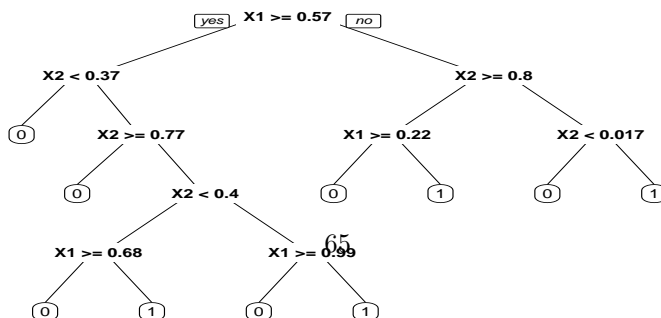 yes X1 >= 0.57 no
X2 < 0.37 X2 >= 0.8
0 X2 >= 0.77 X1 >= 0.22 X2 < 0.017
0 X2 < 0.4 0 1 0 1
65
X1 >= 0.68 X1 >= 0.99
0 1 0 1